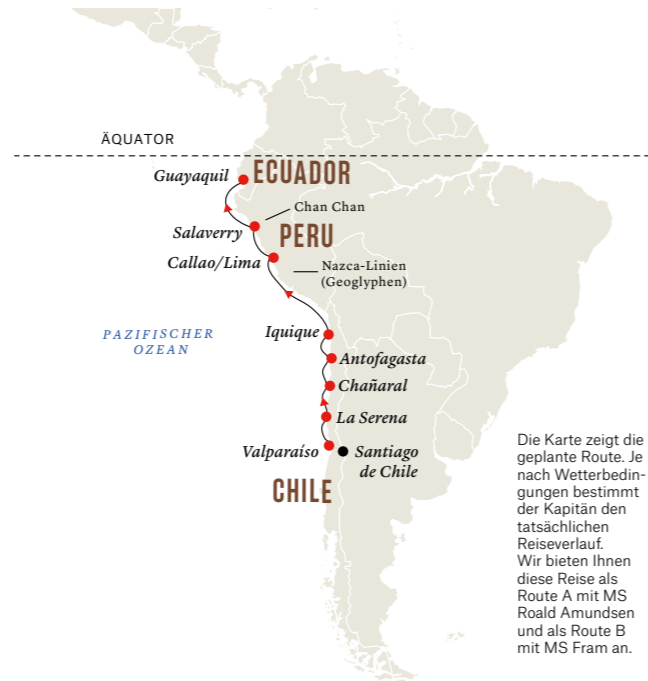 ÄQUATOR
Guayaquil
ECUADOR
Chan Chan
Salaverry
PERU
Callao/Lima
Nazca-Linien
(Geoglyphen)
PAZIFISCHER
OZEAN
Iquique
Antofagasta
Chañaral
La Serena
Valparaíso
Santiago
de Chile
CHILE
Die Karte zeigt die
geplante Route. Je
nach Wetterbedin-
gungen bestimmt
der Kapitän den
tatsächlichen
Reiseverlauf.
Wir bieten Ihnen
diese Reise als
Route A mit MS
Roald Amundsen
und als Route B
mit MS Fram an.